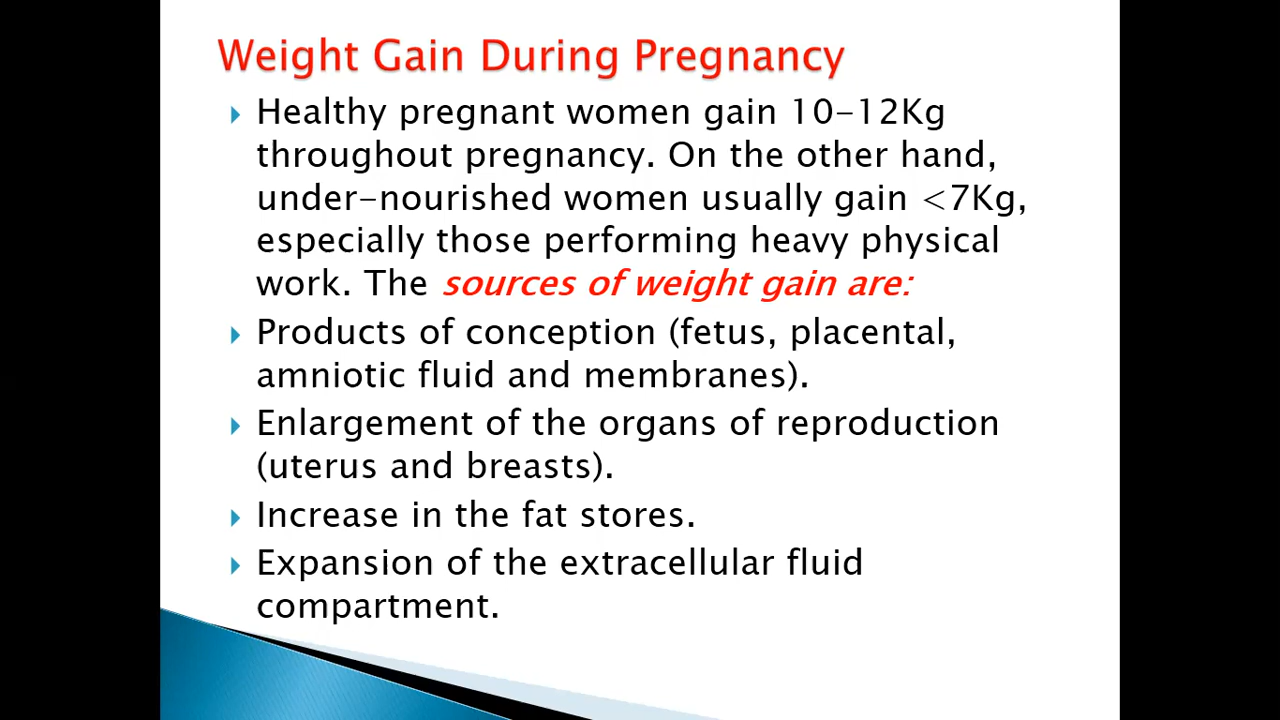 Weight Gain During Pregnancy
Healthy pregnant women gain 10-12Kg
throughout pregnancy. On the other hand,
under-nourished women usually gain <7Kg,
especially those performing heavy physical
work. The sources of weight gain are:
Products of conception (fetus, placental,
amniotic fluid and membranes).
Enlargement of the organs of reproduction
(uterus and breasts).
Increase in the fat stores.
Expansion of the extracellular fluid
compartment.